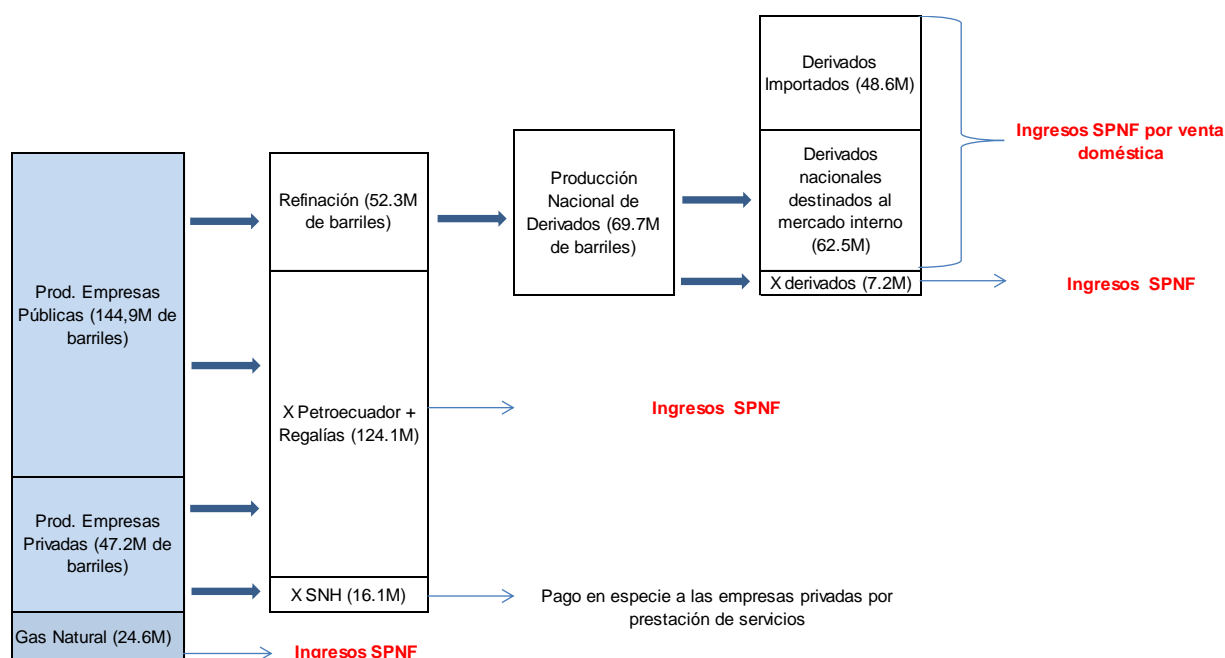 Prod. Empresas
Públicas (144,9M de
barriles)
Prod. Empresas
Privadas (47.2M de
barriles)
Gas Natural (24.6M)
Refinación (52.3M
de barriles)
X Petroecuador +
Regalías (124.1M)
X SNH (16.1M)
Producción
Nacional de
Derivados (69.7M
de barriles)
Derivados
Importados (48.6M)
Derivados
nacionales
destinados al
mercado interno
(62.5M)
X derivados (7.2M)
Ingresos SPNF por venta
doméstica
Ingresos SPNF
Ingresos SPNF
Pago en especie a las empresas privadas por
prestación de servicios
Ingresos SPNF